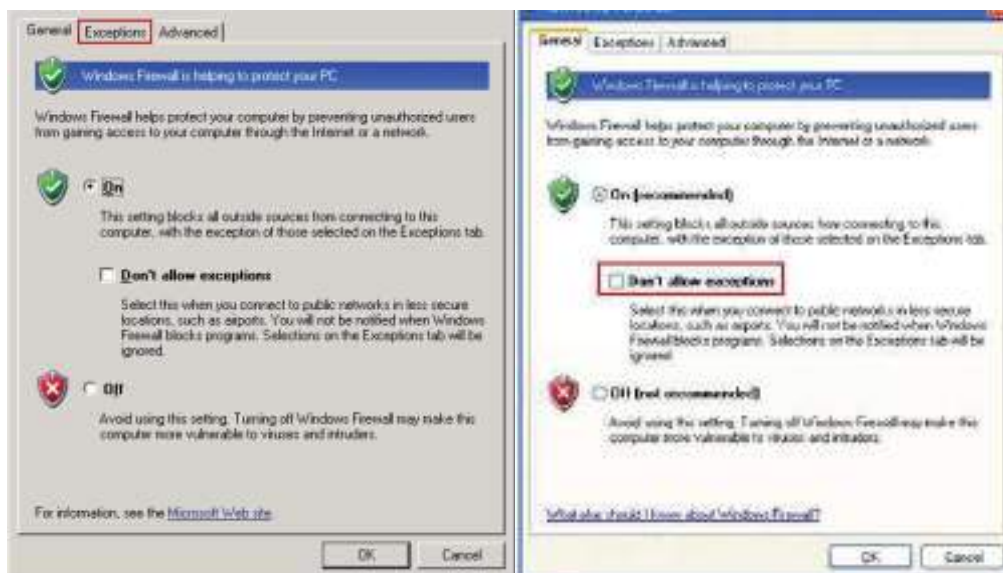 General Exceptions Advanced
Windows Firewall is helping to protect your PC
Windows Firewall helps protect your computer by preventing unauthorized users
from gaining access to your computer through the Internet or a network.
On
This setting blocks all outside sources from connecting to this
computer, with the exception of those selected on the Exceptions tab.
Don't allow exceptions
Select this when you connect to public networks in less secure
locations, such as airports. You will not be notified when Windows
Firewall blocks programs. Selections on the Exceptions tab will be
ignored.
Off
Avoid using this setting. Turning off Windows Firewall may make this
computer more vulnerable to viruses and intruders.
For information, see the Microsoft Web site.
OK Cancel
General Exceptions Advanced
Windows Firewall is helping to protect your PC
Windows Firewall helps protect your computer by preventing unauthorized users
from gaining access to your computer through the Internet or a network.
On (recommended)
This setting blocks all outside sources from connecting to this
computer, with the exception of those selected on the Exceptions tab.
Don't allow exceptions
Select this when you connect to public networks in less secure
locations, such as airports. You will not be notified when Windows
Firewall blocks programs. Selections on the Exceptions tab will be
ignored.
Off (not recommended)
Avoid using this setting. Turning off Windows Firewall may make this
computer more vulnerable to viruses and intruders.
What else should I know about Windows Firewall?
OK Cancel